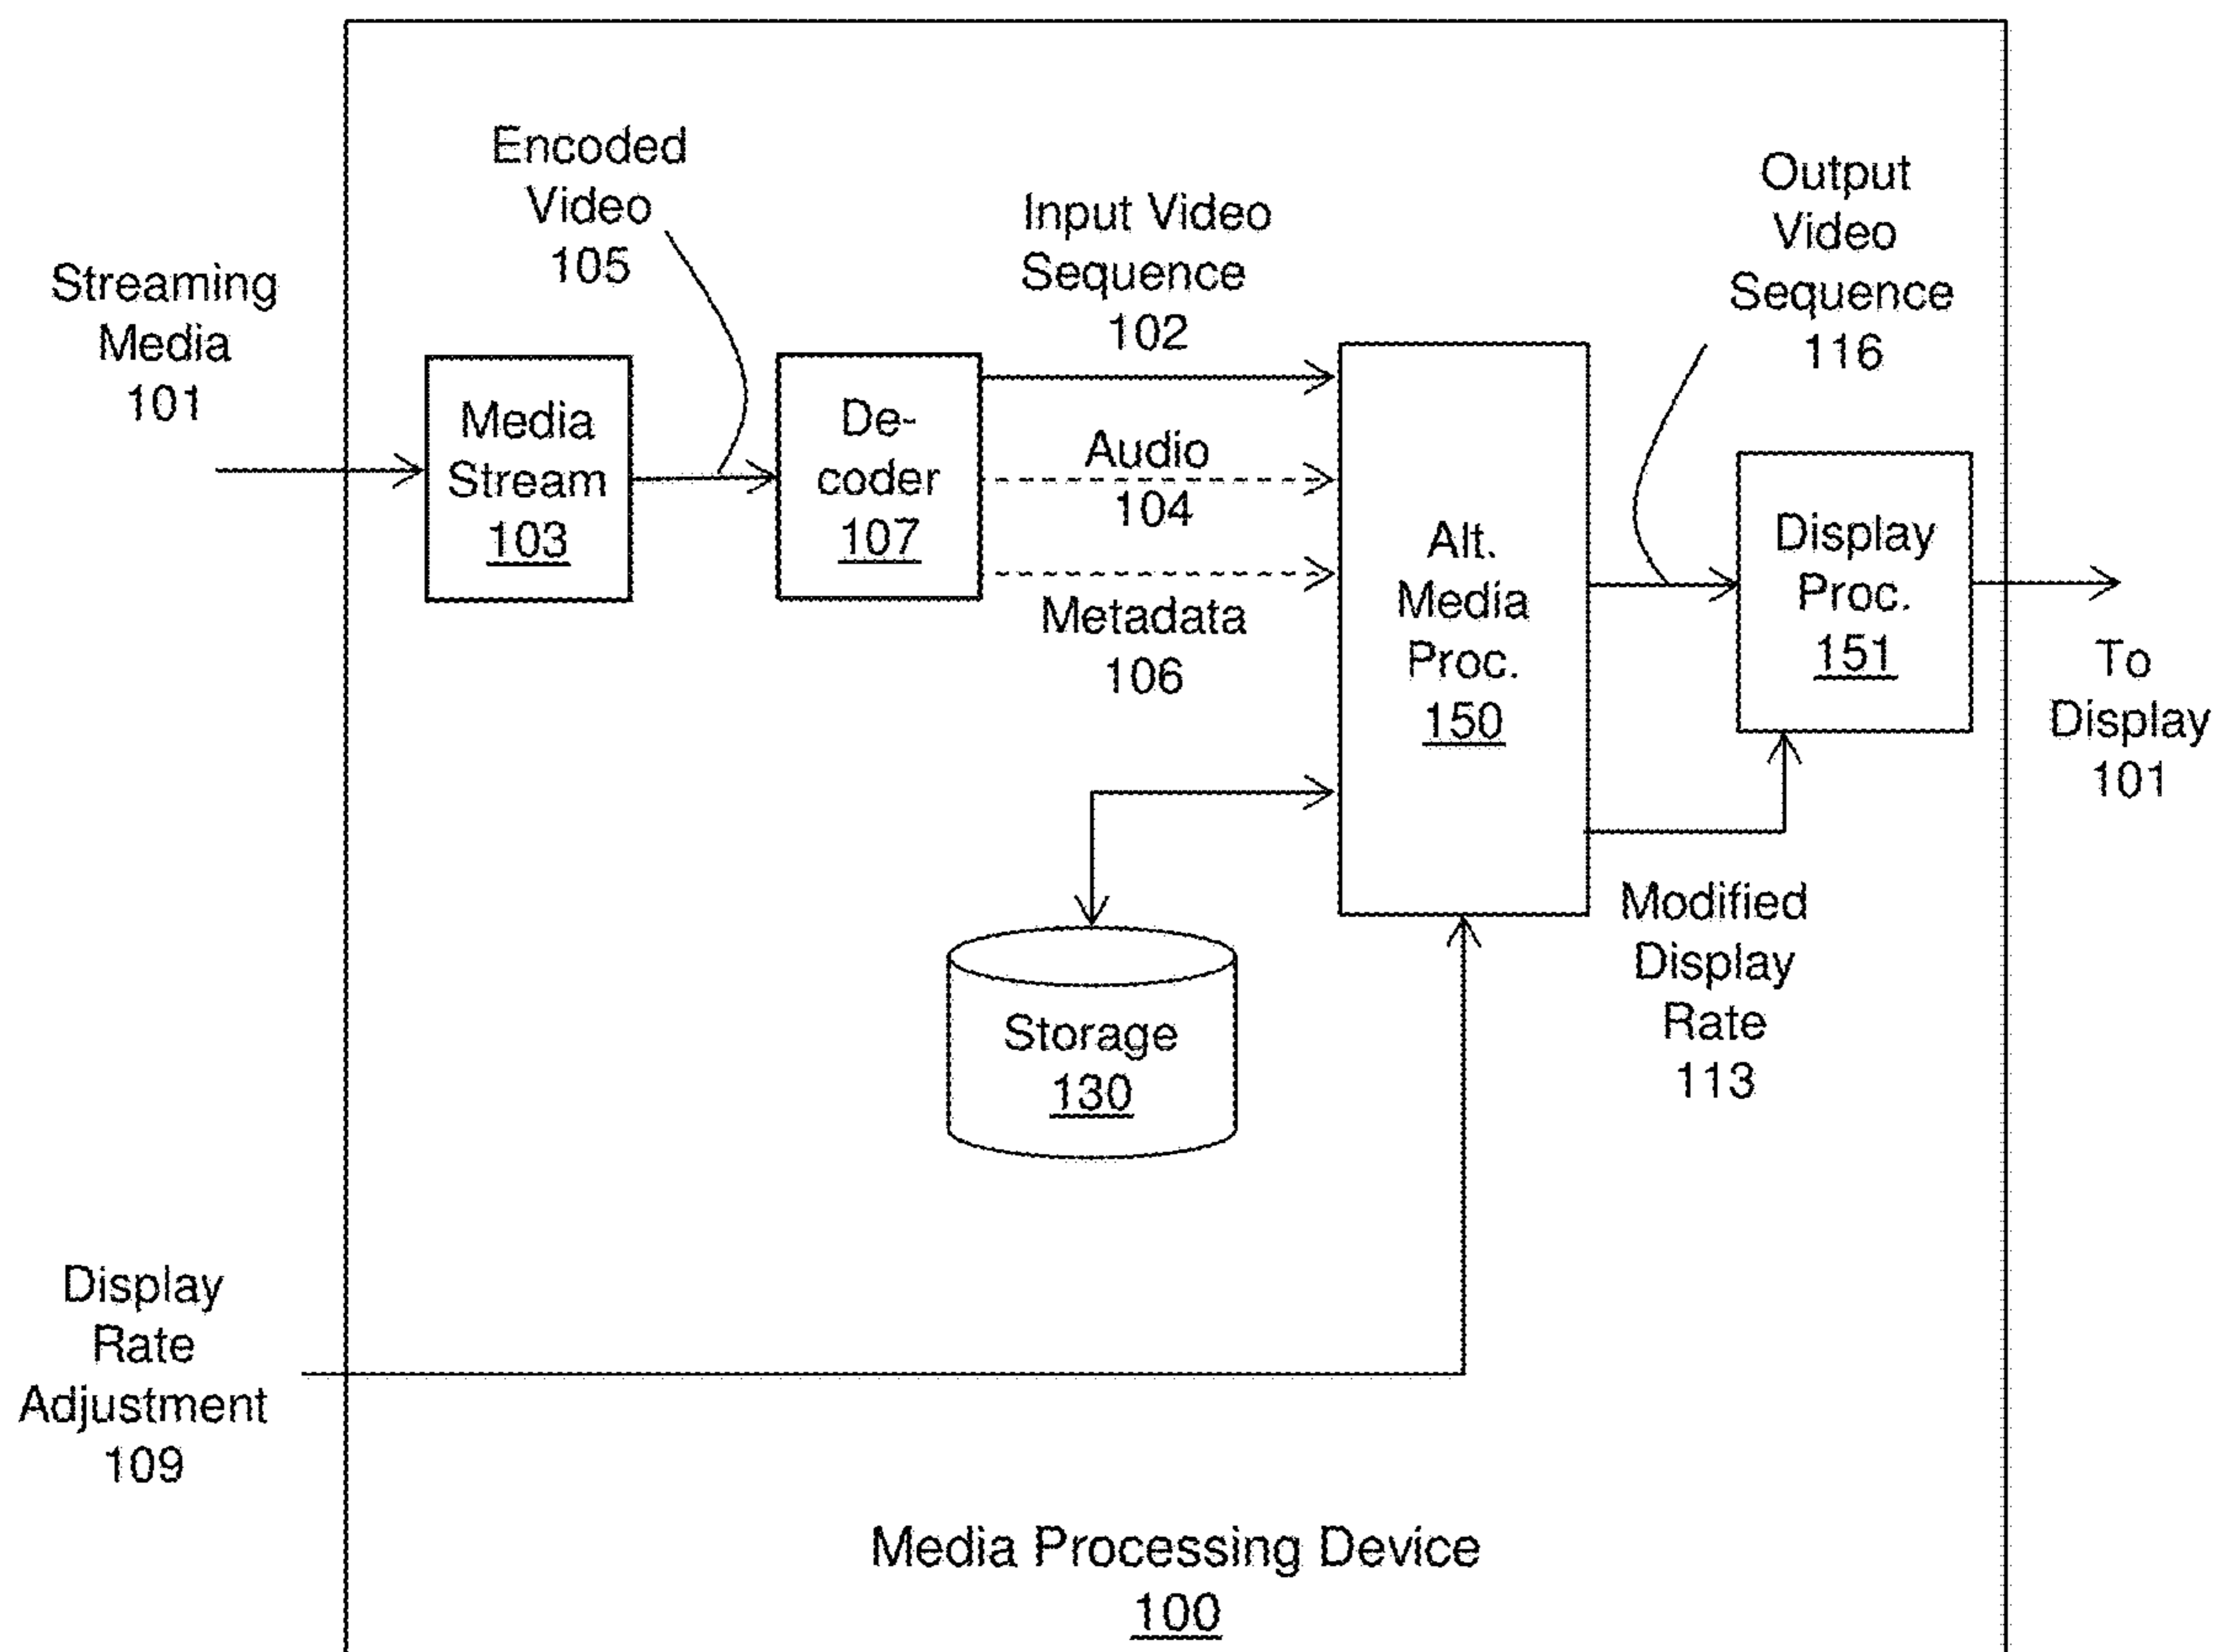 Encoded
Video
105
Streaming
Media
101
Input Video
Sequence
102
Output
Video
Sequence
116
Media
Stream
103
De-
coder
107
Audio
104
Metadata
106
Alt.
Media
Proc.
150
Display
Proc.
151
To
Display
101
Storage
130
Modified
Display
Rate
113
Display
Rate
Adjustment
109
Media Processing Device
100